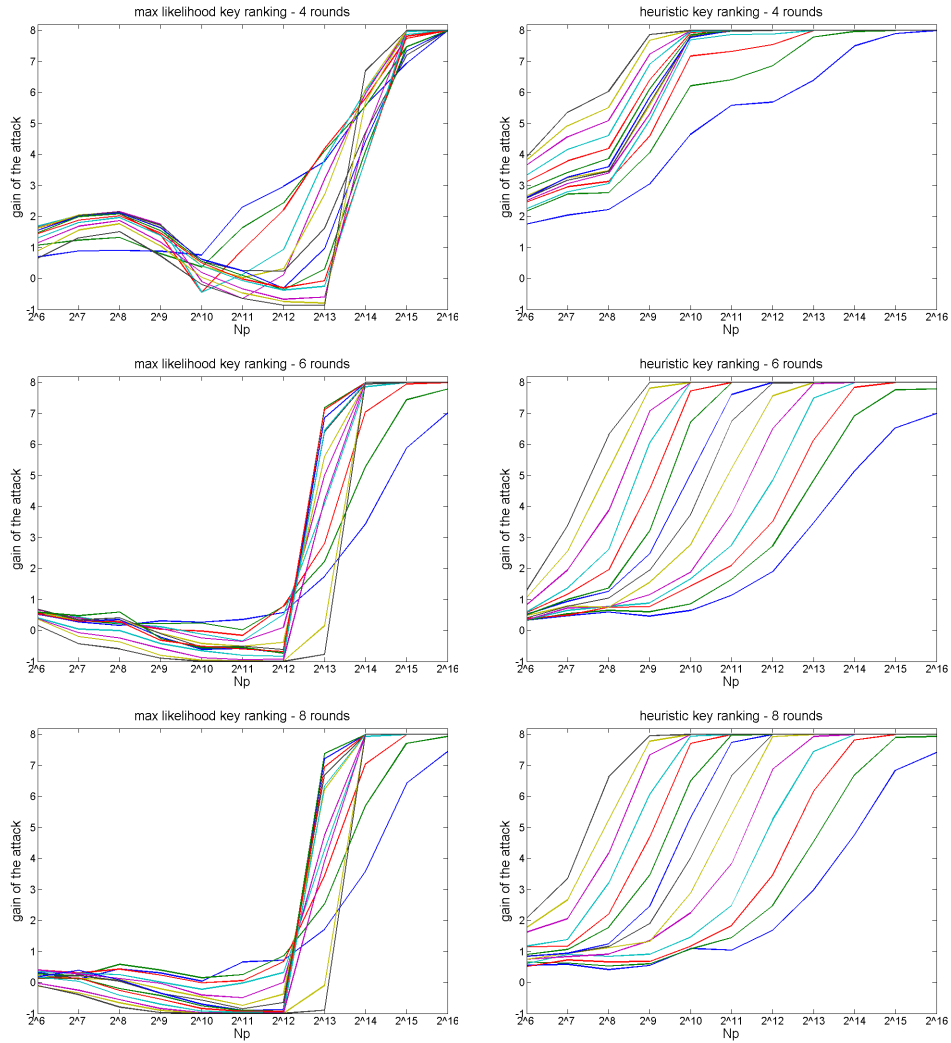 max likelihood key ranking - 4 rounds
gain of the attack
8
7
6
5
4
3
2
1
0
-1
2^6 2^7 2^8 2^9 2^10 2^11 2^12 2^13 2^14 2^15 2^16
Np
heuristic key ranking - 4 rounds
gain of the attack
8
7
6
5
4
3
2
1
0
-1
2^6 2^7 2^8 2^9 2^10 2^11 2^12 2^13 2^14 2^15 2^16
Np
max likelihood key ranking - 6 rounds
gain of the attack
8
7
6
5
4
3
2
1
0
-1
2^6 2^7 2^8 2^9 2^10 2^11 2^12 2^13 2^14 2^15 2^16
Np
heuristic key ranking - 6 rounds
gain of the attack
8
7
6
5
4
3
2
1
0
-1
2^6 2^7 2^8 2^9 2^10 2^11 2^12 2^13 2^14 2^15 2^16
Np
max likelihood key ranking - 8 rounds
gain of the attack
8
7
6
5
4
3
2
1
0
-1
2^6 2^7 2^8 2^9 2^10 2^11 2^12 2^13 2^14 2^15 2^16
Np
heuristic key ranking - 8 rounds
gain of the attack
8
7
6
5
4
3
2
1
0
-1
2^6 2^7 2^8 2^9 2^10 2^11 2^12 2^13 2^14 2^15 2^16
Np